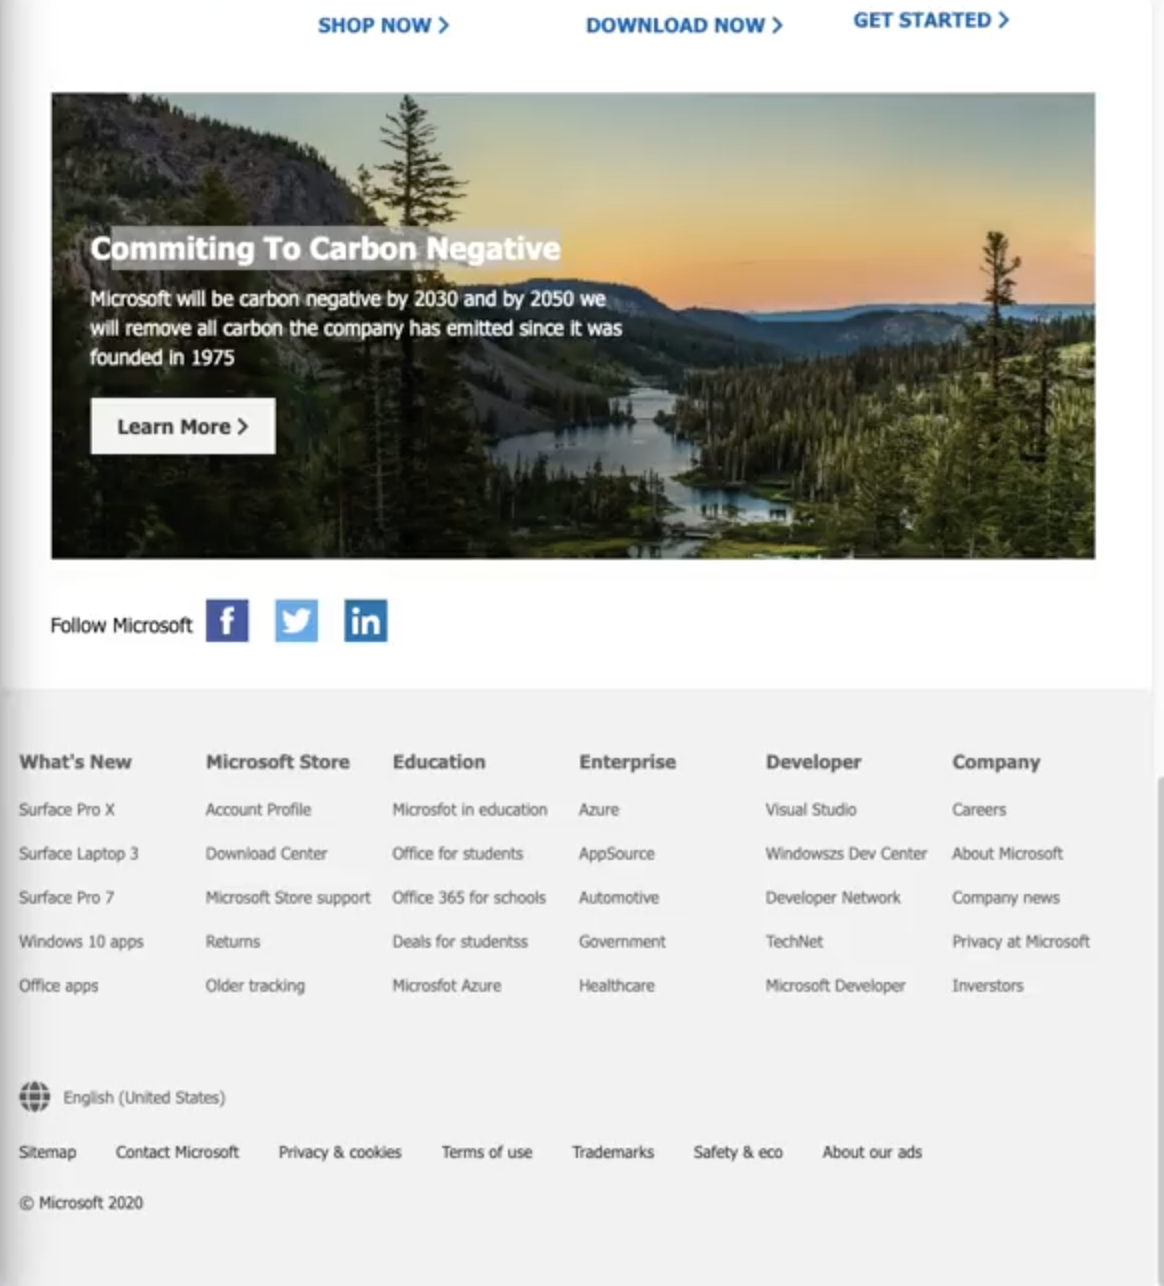 SHOP NOW >
DOWNLOAD NOW >
GET STARTED >
Commiting To Carbon Negative
Microsoft will be carbon negative by 2030 and by 2050 we
will remove all carbon the company has emitted since it was
founded in 1975
Learn More >
Follow Microsoft
f
in
What's New
Surface Pro X
Surface Laptop 3
Surface Pro 7
Windows 10 apps
Office apps
Microsoft Store
Account Profile
Download Center
Microsoft Store support
Returns
Older tracking
Education
Microsfot in education
Office for students
Office 365 for schools
Deals for studentss
Microsfot Azure
Enterprise
Azure
AppSource
Automotive
Government
Healthcare
Developer
Visual Studio
Windowszs Dev Center
Developer Network
TechNet
Microsoft Developer
Company
Careers
About Microsoft
Company news
Privacy at Microsoft
Inverstors
English (United States)
Sitemap
Contact Microsoft
Privacy & cookies
Terms of use
Trademarks
Safety & eco
About our ads
© Microsoft 2020